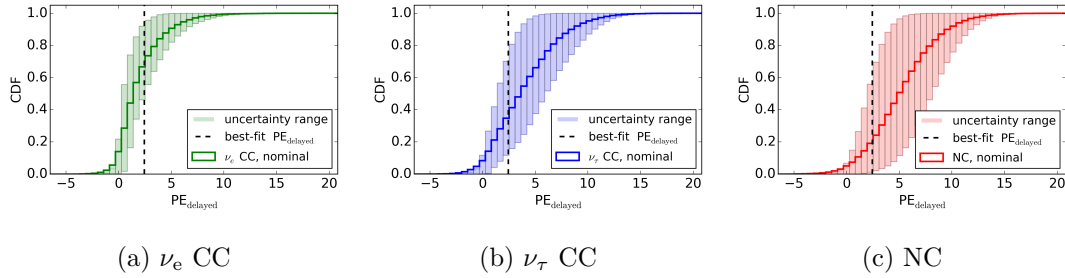 1.0
0.8
0.6
0.4
0.2
0.0
CDF
uncertainty range
best-fit PE_delayed
ν_e CC, nominal
−5 0 5 10 15 20
PE_delayed
(a) ν_e CC
1.0
0.8
0.6
0.4
0.2
0.0
CDF
uncertainty range
best-fit PE_delayed
ν_τ CC, nominal
−5 0 5 10 15 20
PE_delayed
(b) ν_τ CC
1.0
0.8
0.6
0.4
0.2
0.0
CDF
uncertainty range
best-fit PE_delayed
NC, nominal
−5 0 5 10 15 20
PE_delayed
(c) NC